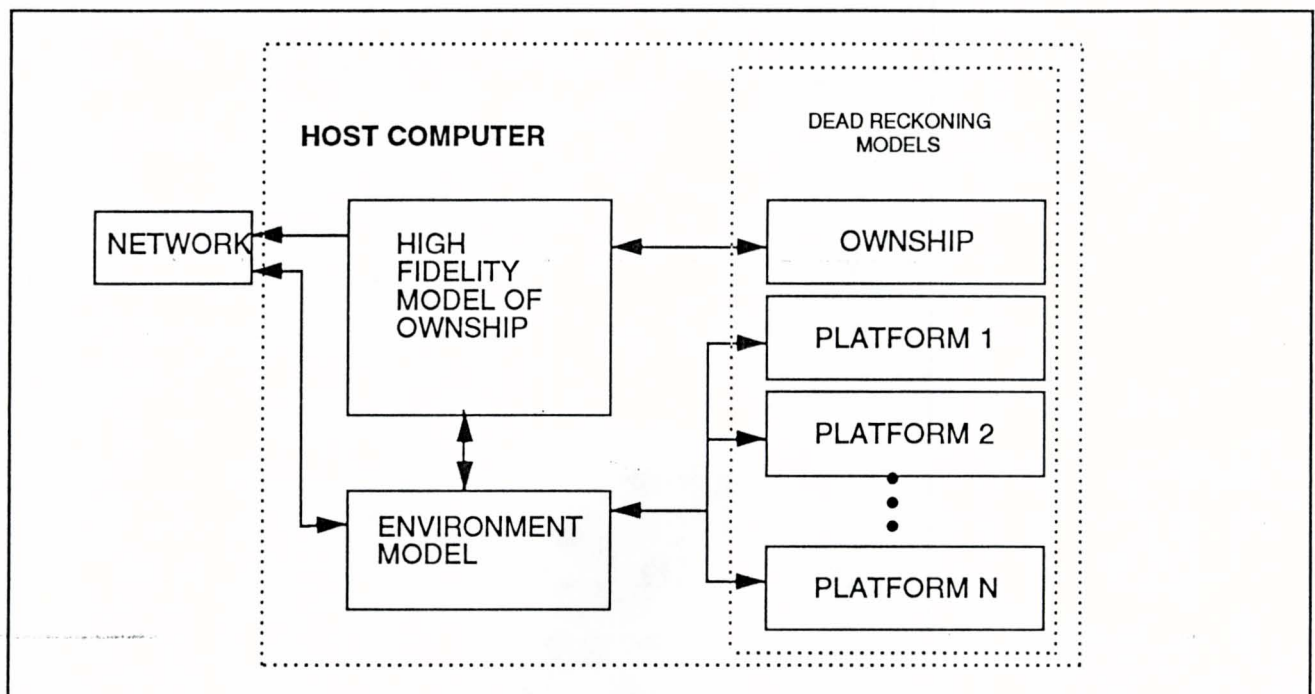 HOST COMPUTER
DEAD RECKONING
MODELS
NETWORK
HIGH
FIDELITY
MODEL OF
OWNSHIP
OWNSHIP
PLATFORM 1
PLATFORM 2
ENVIRONMENT
MODEL
PLATFORM N